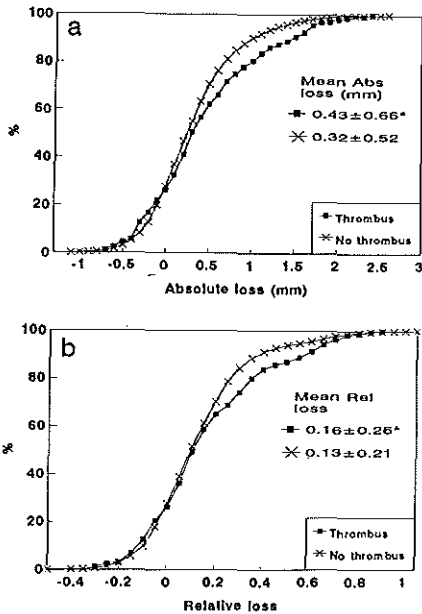 a
100
80
60
40
20
0
%
Mean Abs
loss (mm)
0.43±0.66*
0.32±0.52
Thrombus
No thrombus
-1 -0.5 0 0.5 1 1.5 2 2.5 3
Absolute loss (mm)
b
100
80
60
40
20
0
%
Mean Rel
loss
0.16±0.26*
0.13±0.21
Thrombus
No thrombus
-0.4 -0.2 0 0.2 0.4 0.6 0.8 1
Relative loss